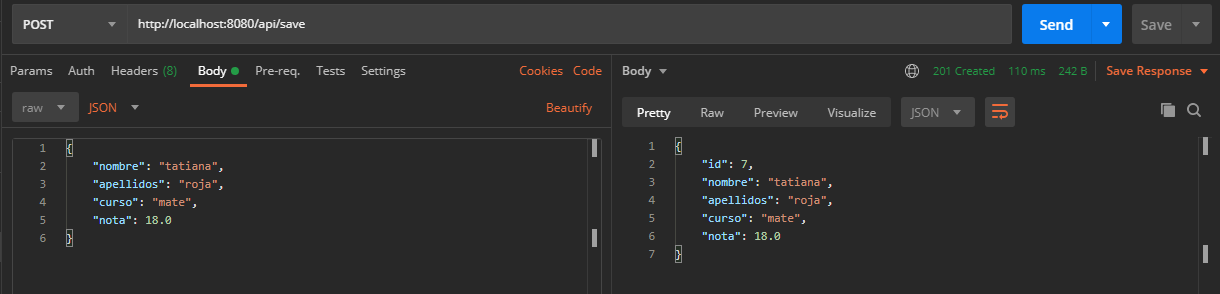 POST http://localhost:8080/api/save Send Save
Params Auth Headers (8) Body Pre-req. Tests Settings Cookies Code
raw JSON Beautify
1 {
2 "nombre": "tatiana",
3 "apellidos": "roja",
4 "curso": "mate",
5 "nota": 18.0
6 }
Body 201 Created 110 ms 242 B Save Response
Pretty Raw Preview Visualize JSON
1 {
2 "id": 7,
3 "nombre": "tatiana",
4 "apellidos": "roja",
5 "curso": "mate",
6 "nota": 18.0
7 }